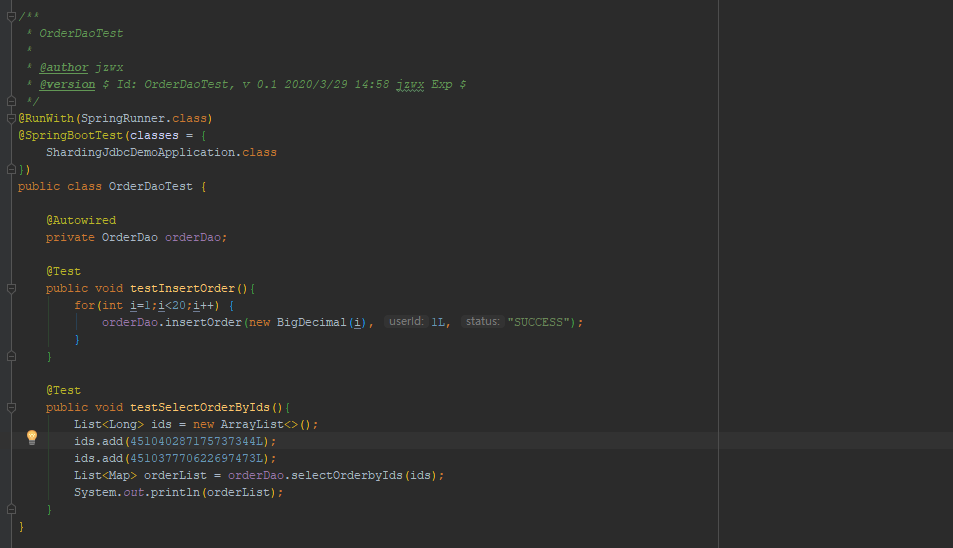 /**
 * OrderDaoTest
 *
 * @author jzwx
 * @version $ Id: OrderDaoTest, v 0.1 2020/3/29 14:58 jzwx Exp $
 */
@RunWith(SpringRunner.class)
@SpringBootTest(classes = {
    ShardingJdbcDemoApplication.class
})
public class OrderDaoTest {
    @Autowired
    private OrderDao orderDao;
    @Test
    public void testInsertOrder(){
        for(int i=1;i<20;i++) {
            orderDao.insertOrder(new BigDecimal(i), userId: 1L, status: "SUCCESS");
        }
    }
    @Test
    public void testSelectOrderByIds(){
        List<Long> ids = new ArrayList<>();
        ids.add(451040287175737344L);
        ids.add(451037770622697473L);
        List<Map> orderList = orderDao.selectOrderbyIds(ids);
        System.out.println(orderList);
    }
}